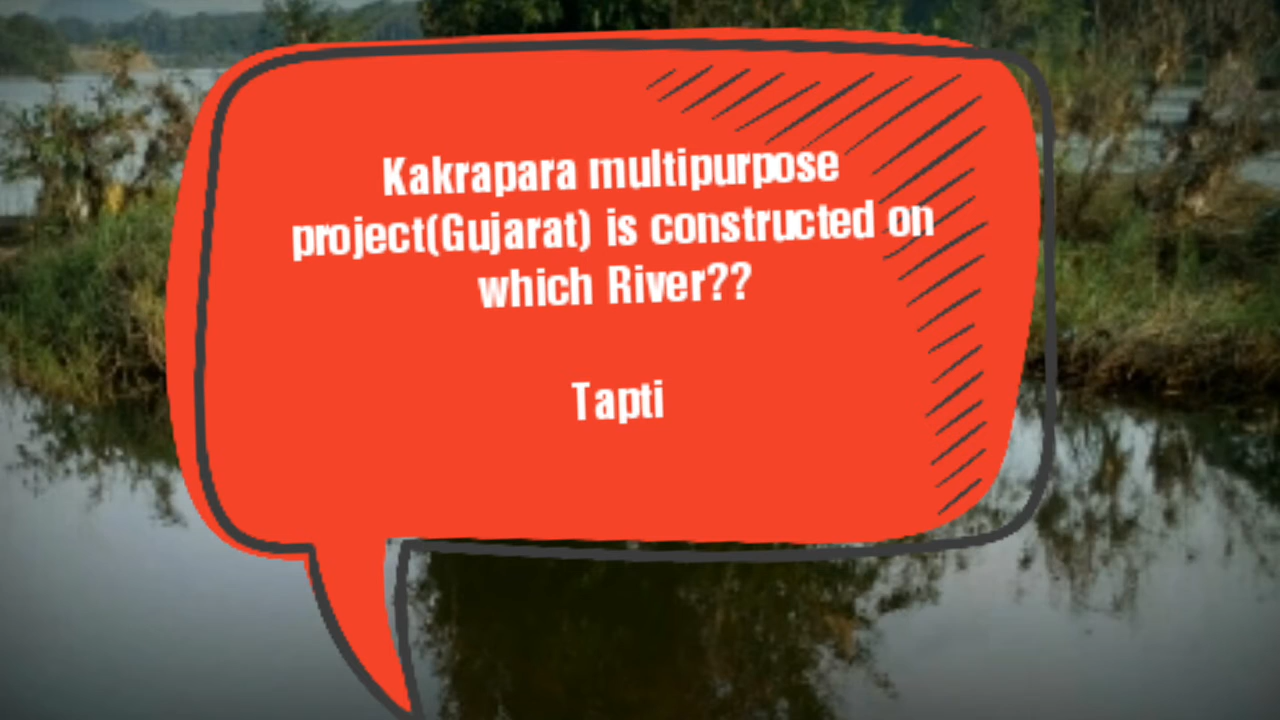 Kakrapara multipurpose
project(Gujarat) is constructed on
which River??
Tapti